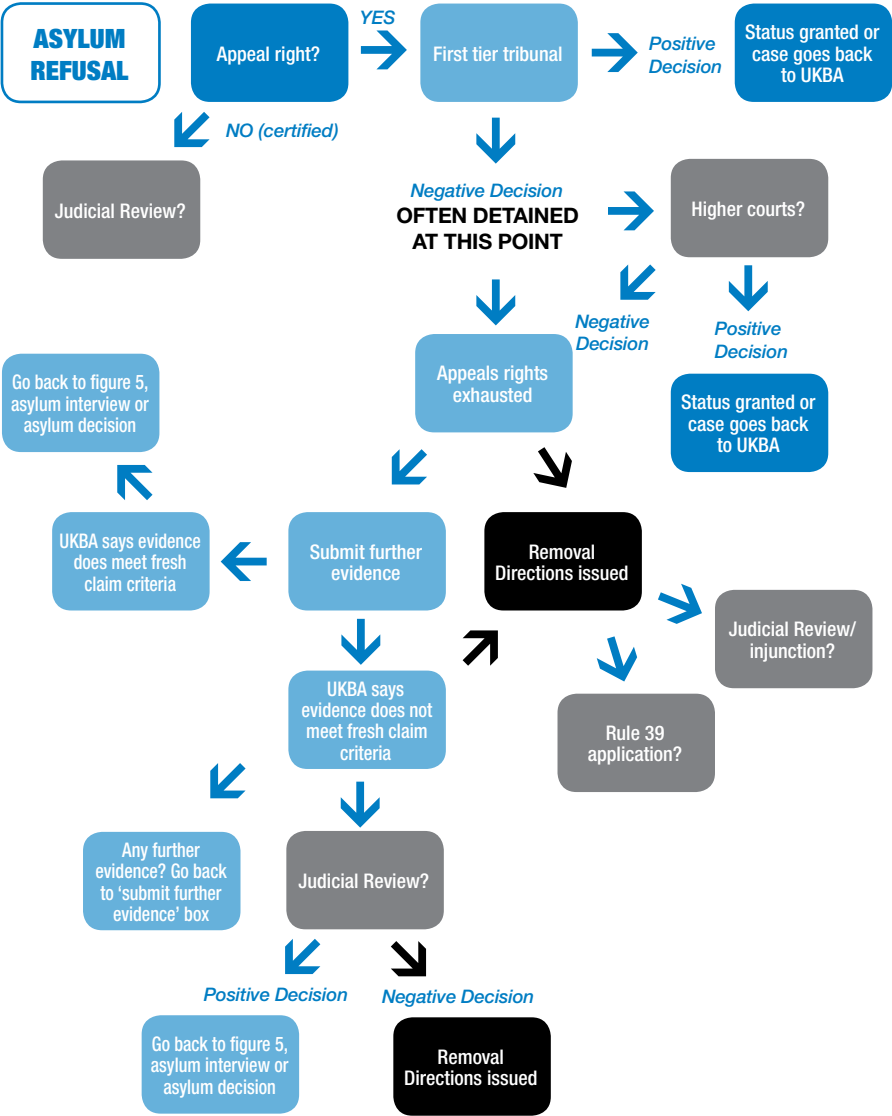 ASYLUM
REFUSAL
Appeal right?
YES
First tier tribunal
Positive
Decision
Status granted or
case goes back
to UKBA
NO (certified)
Judicial Review?
Negative Decision
OFTEN DETAINED
AT THIS POINT
Higher courts?
Negative
Decision
Positive
Decision
Status granted or
case goes back
to UKBA
Appeals rights
exhausted
Go back to figure 5,
asylum interview or
asylum decision
UKBA says evidence
does meet fresh
claim criteria
Submit further
evidence
Removal
Directions issued
Judicial Review/
injunction?
Rule 39
application?
UKBA says
evidence does not
meet fresh claim
criteria
Any further
evidence? Go back
to ‘submit further
evidence’ box
Judicial Review?
Positive Decision
Negative Decision
Go back to figure 5,
asylum interview or
asylum decision
Removal
Directions issued